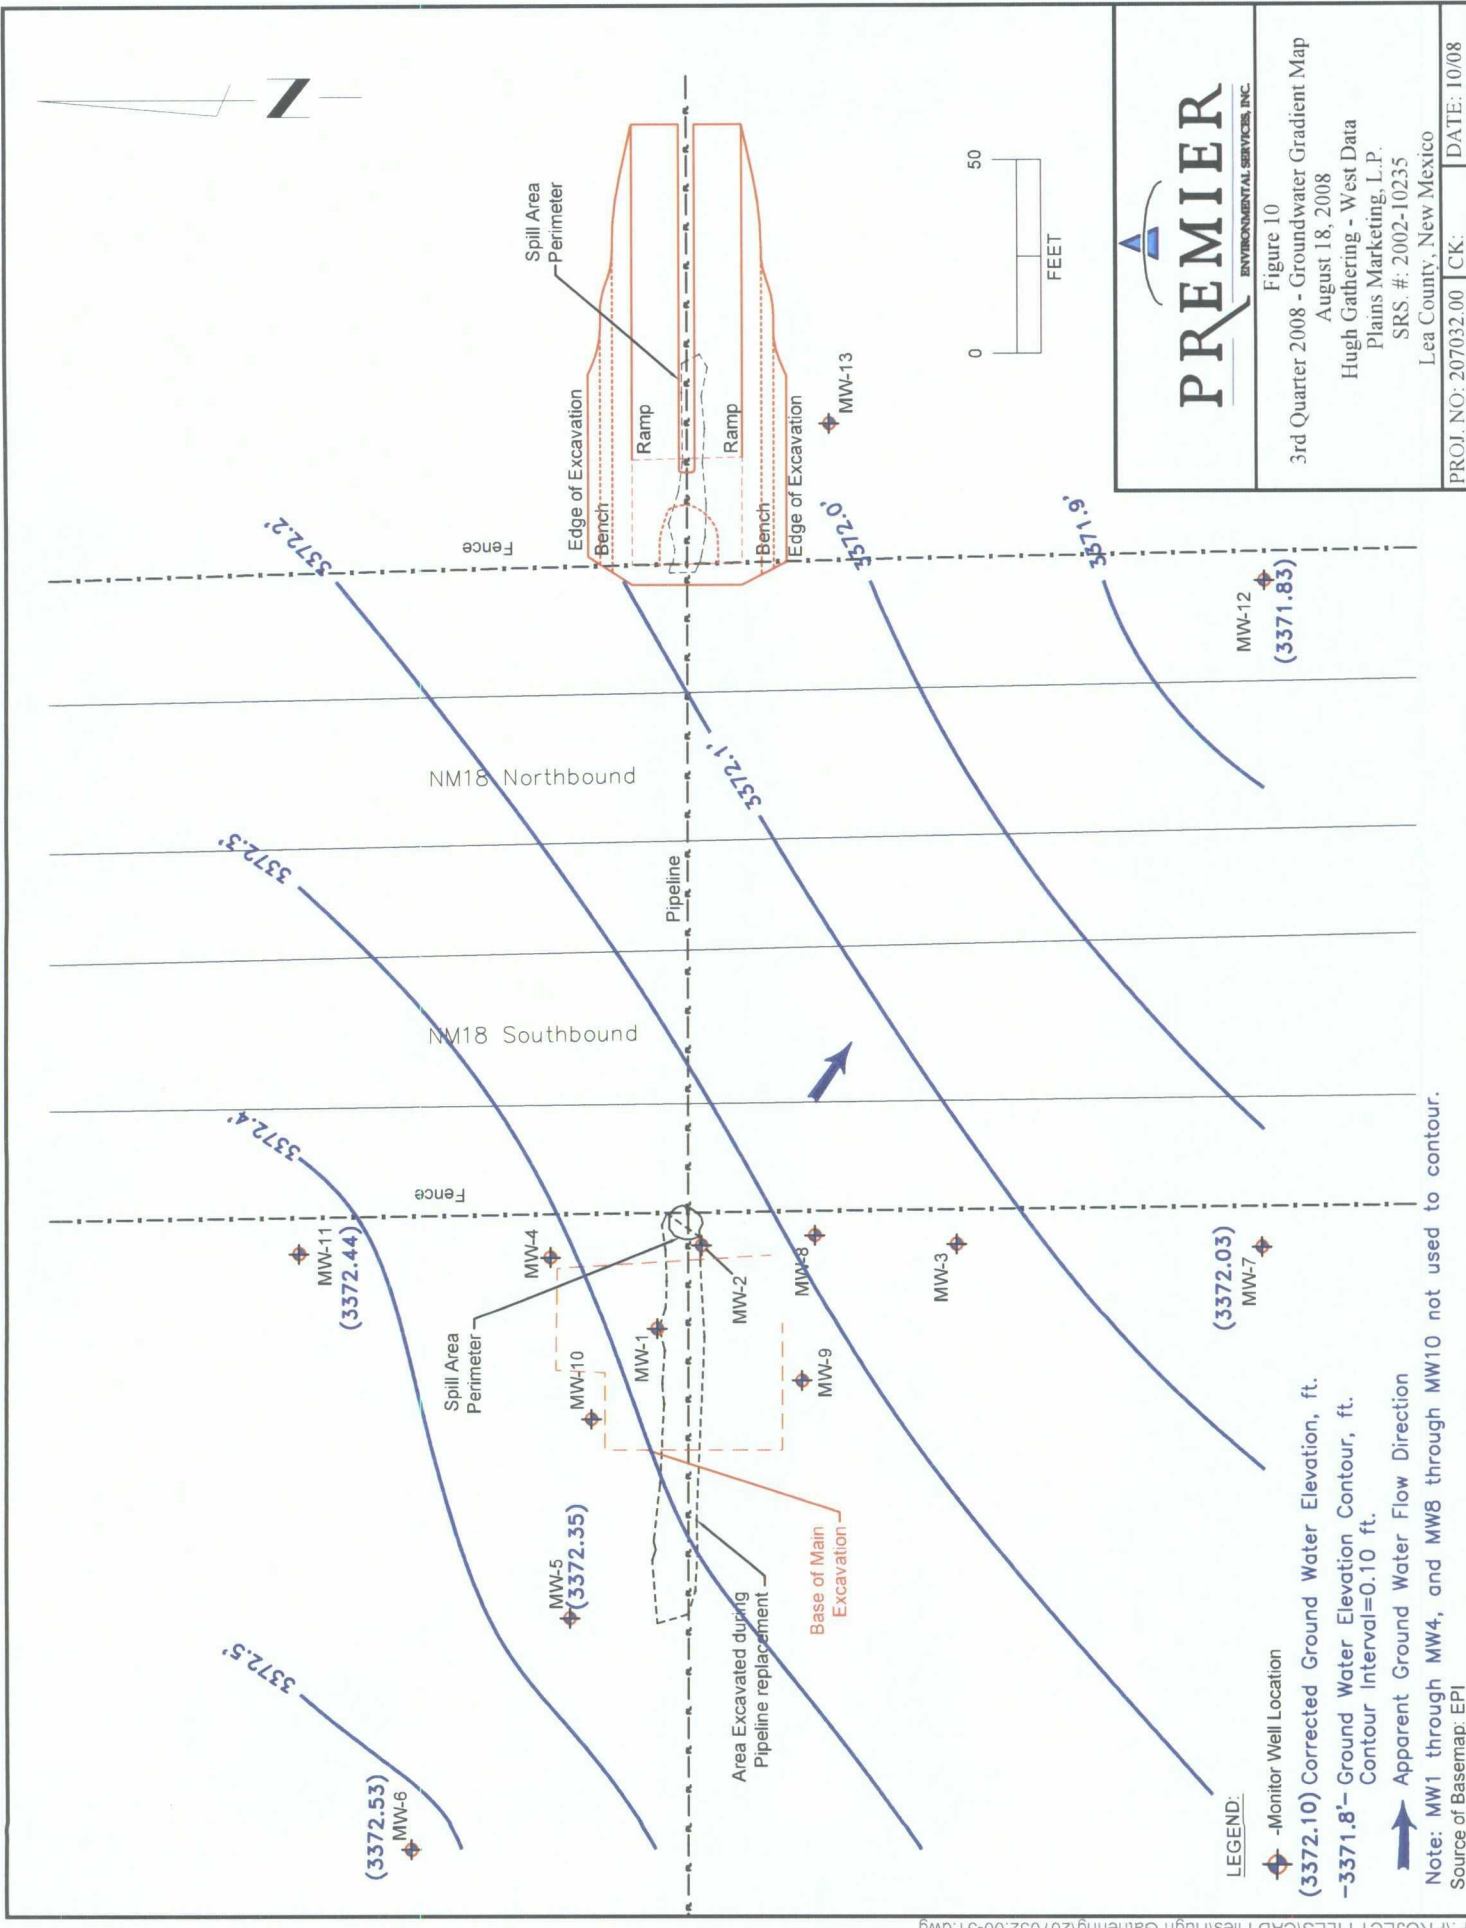 N
3372.5'
3372.4'
3372.3'
3372.2'
(3372.53)
MW-6
MW-11
(3372.44)
Fence
Fence
NM18 Southbound
NM18 Northbound
MW-5
(3372.35)
MW-10
MW-4
Spill Area
Perimeter
MW-1
MW-2
MW-8
MW-9
MW-3
(3372.03)
MW-7
Area Excavated during
Pipeline replacement
Base of Main
Excavation
Pipeline
3372.1'
3372.0'
3371.9'
Spill Area
Perimeter
Edge of Excavation
Bench
Ramp
Ramp
Bench
Edge of Excavation
MW-13
MW-12
(3371.83)
0
50
FEET
LEGEND:
-Monitor Well Location
(3372.10) Corrected Ground Water Elevation, ft.
-3371.8'- Ground Water Elevation Contour, ft.
Contour Interval=0.10 ft.
Apparent Ground Water Flow Direction
Note: MW1 through MW4, and MW8 through MW10 not used to contour.
Source of Basemap: EPI
PREMIER
ENVIRONMENTAL SERVICES, INC.
Figure 10
3rd Quarter 2008 - Groundwater Gradient Map
August 18, 2008
Hugh Gathering - West Data
Plains Marketing, L.P.
SRS. #: 2002-10235
Lea County, New Mexico
PROJ. NO: 207032.00
CK:
DATE: 10/08